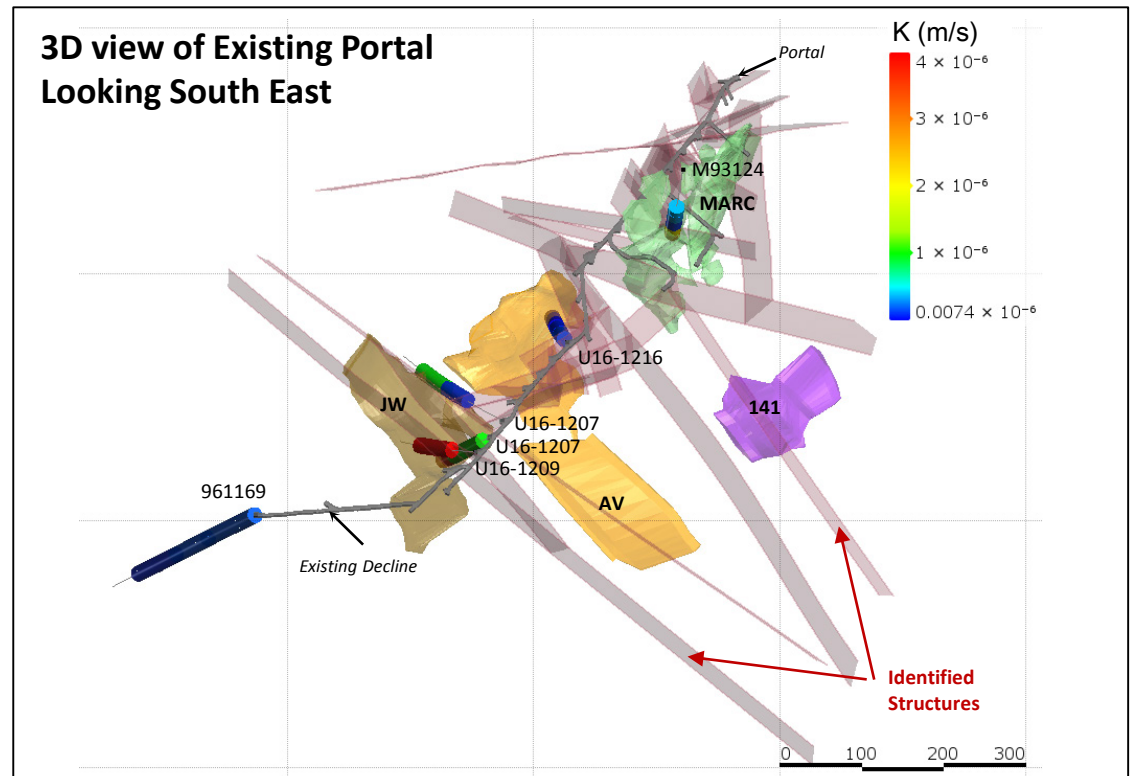 3D view of Existing Portal
Looking South East
K (m/s)
4 × 10⁻⁶
3 × 10⁻⁶
2 × 10⁻⁶
1 × 10⁻⁶
0.0074 × 10⁻⁶
Portal
M93124
MARC
U16-1216
141
JW
U16-1207
U16-1207
U16-1209
961169
AV
Existing Decline
Identified
Structures
0 100 200 300